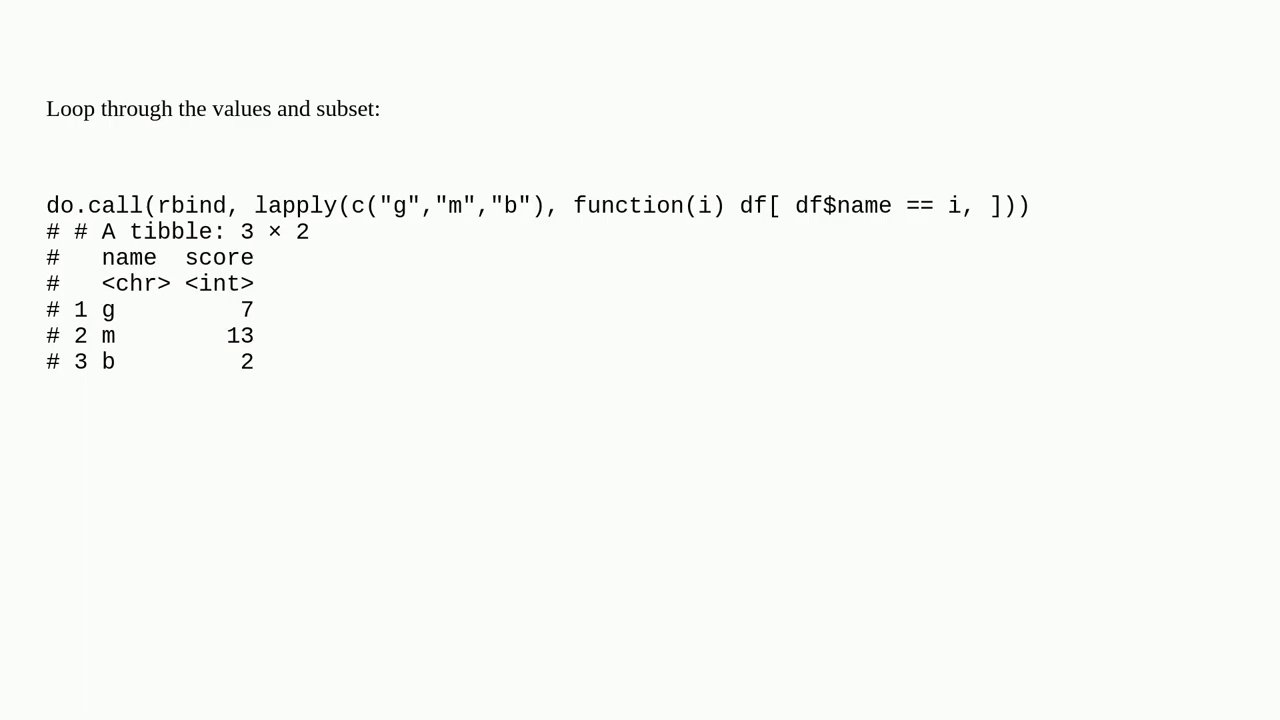 Loop through the values and subset:
do.call(rbind, lapply(c("g","m","b"), function(i) df[ df$name == i, ]))
# # A tibble: 3 × 2
#   name  score
#   <chr> <int>
# 1 g         7
# 2 m        13
# 3 b         2